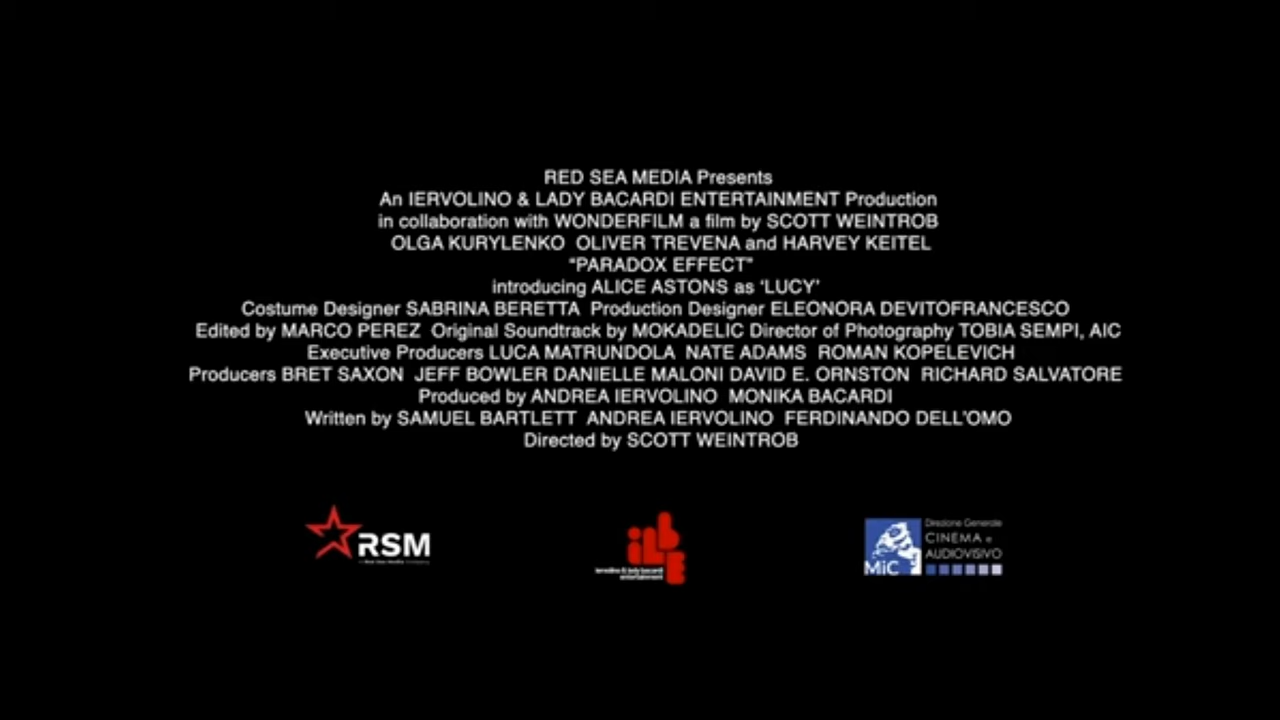 RED SEA MEDIA Presents
An IERVOLINO & LADY BACARDI ENTERTAINMENT Production
in collaboration with WONDERFILM a film by SCOTT WEINTROB
OLGA KURYLENKO OLIVER TREVENA and HARVEY KEITEL
“PARADOX EFFECT”
introducing ALICE ASTONS as ‘LUCY’
Costume Designer SABRINA BERETTA Production Designer ELEONORA DEVITOFRANCESCO
Edited by MARCO PEREZ Original Soundtrack by MOKADELIC Director of Photography TOBIA SEMPI, AIC
Executive Producers LUCA MATRUNDOLA NATE ADAMS ROMAN KOPELEVICH
Producers BRET SAXON JEFF BOWLER DANIELLE MALONI DAVID E. ORNSTON RICHARD SALVATORE
Produced by ANDREA IERVOLINO MONIKA BACARDI
Written by SAMUEL BARTLETT ANDREA IERVOLINO FERDINANDO DELL'OMO
Directed by SCOTT WEINTROB
RSM
ilbe
iervolino & lady bacardi
entertainment
MiC
Direzione Generale
CINEMA e
AUDIOVISIVO